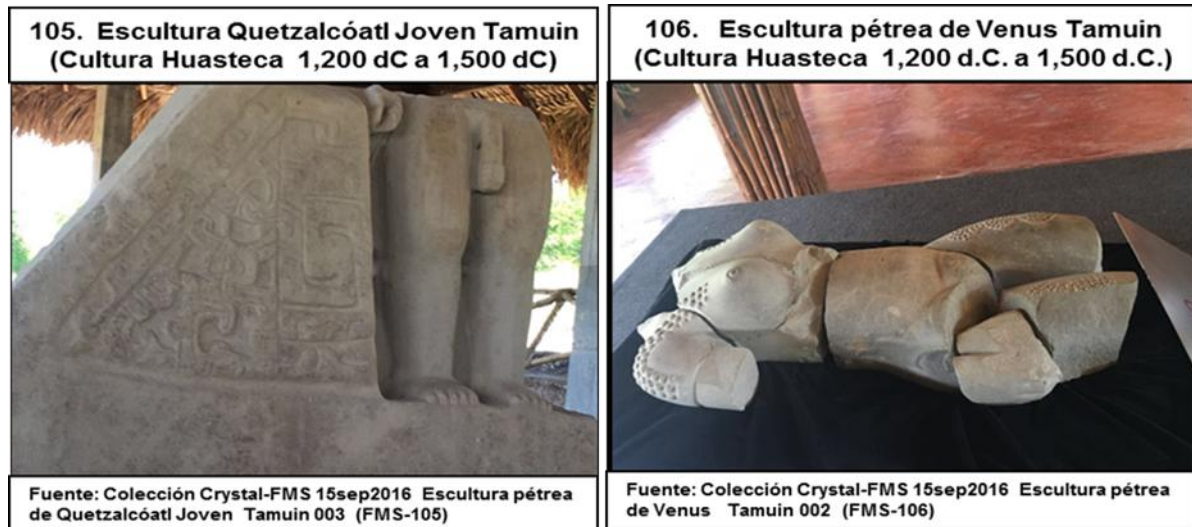 105. Escultura Quetzalcóatl Joven Tamuin
(Cultura Huasteca 1,200 dC a 1,500 dC)
Fuente: Colección Crystal-FMS 15sep2016 Escultura pétrea
de Quetzalcóatl Joven Tamuin 003 (FMS-105)
106. Escultura pétrea de Venus Tamuin
(Cultura Huasteca 1,200 d.C. a 1,500 d.C.)
Fuente: Colección Crystal-FMS 15sep2016 Escultura pétrea
de Venus Tamuin 002 (FMS-106)